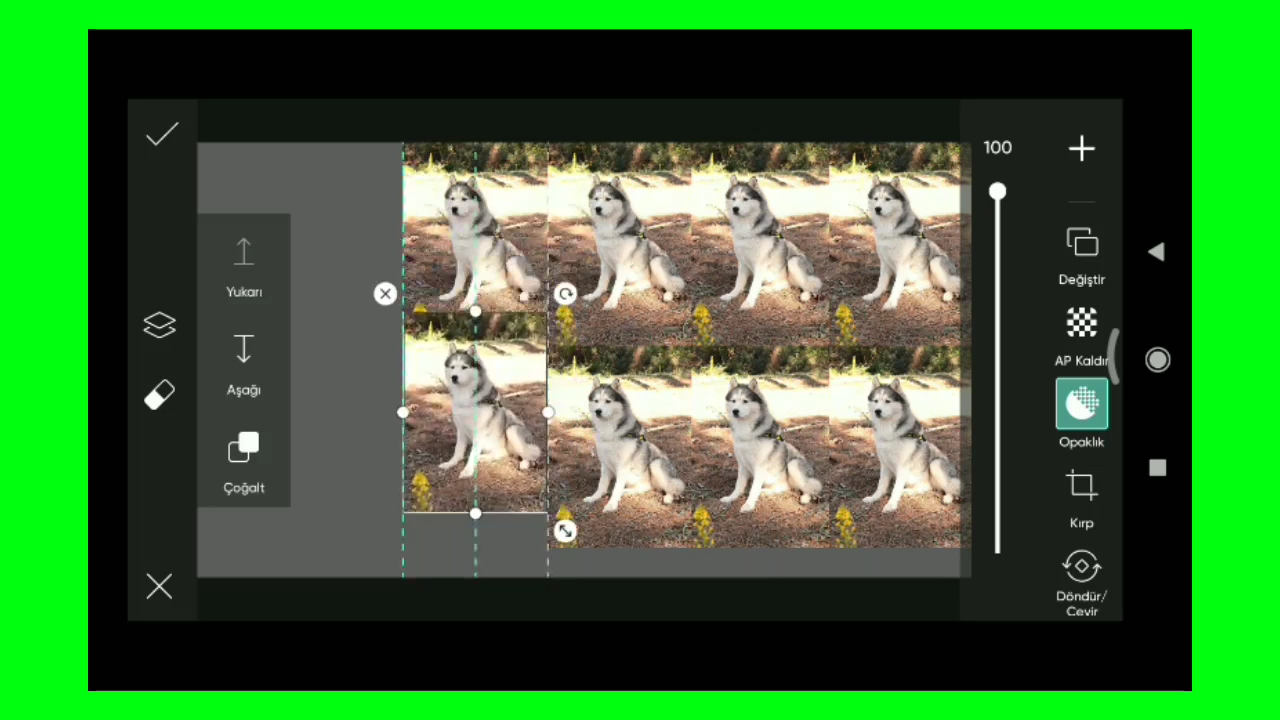 100
Yukarı
Aşağı
Çoğalt
Değiştir
AP Kaldır
Opaklık
Kırp
Döndür/
Çevir